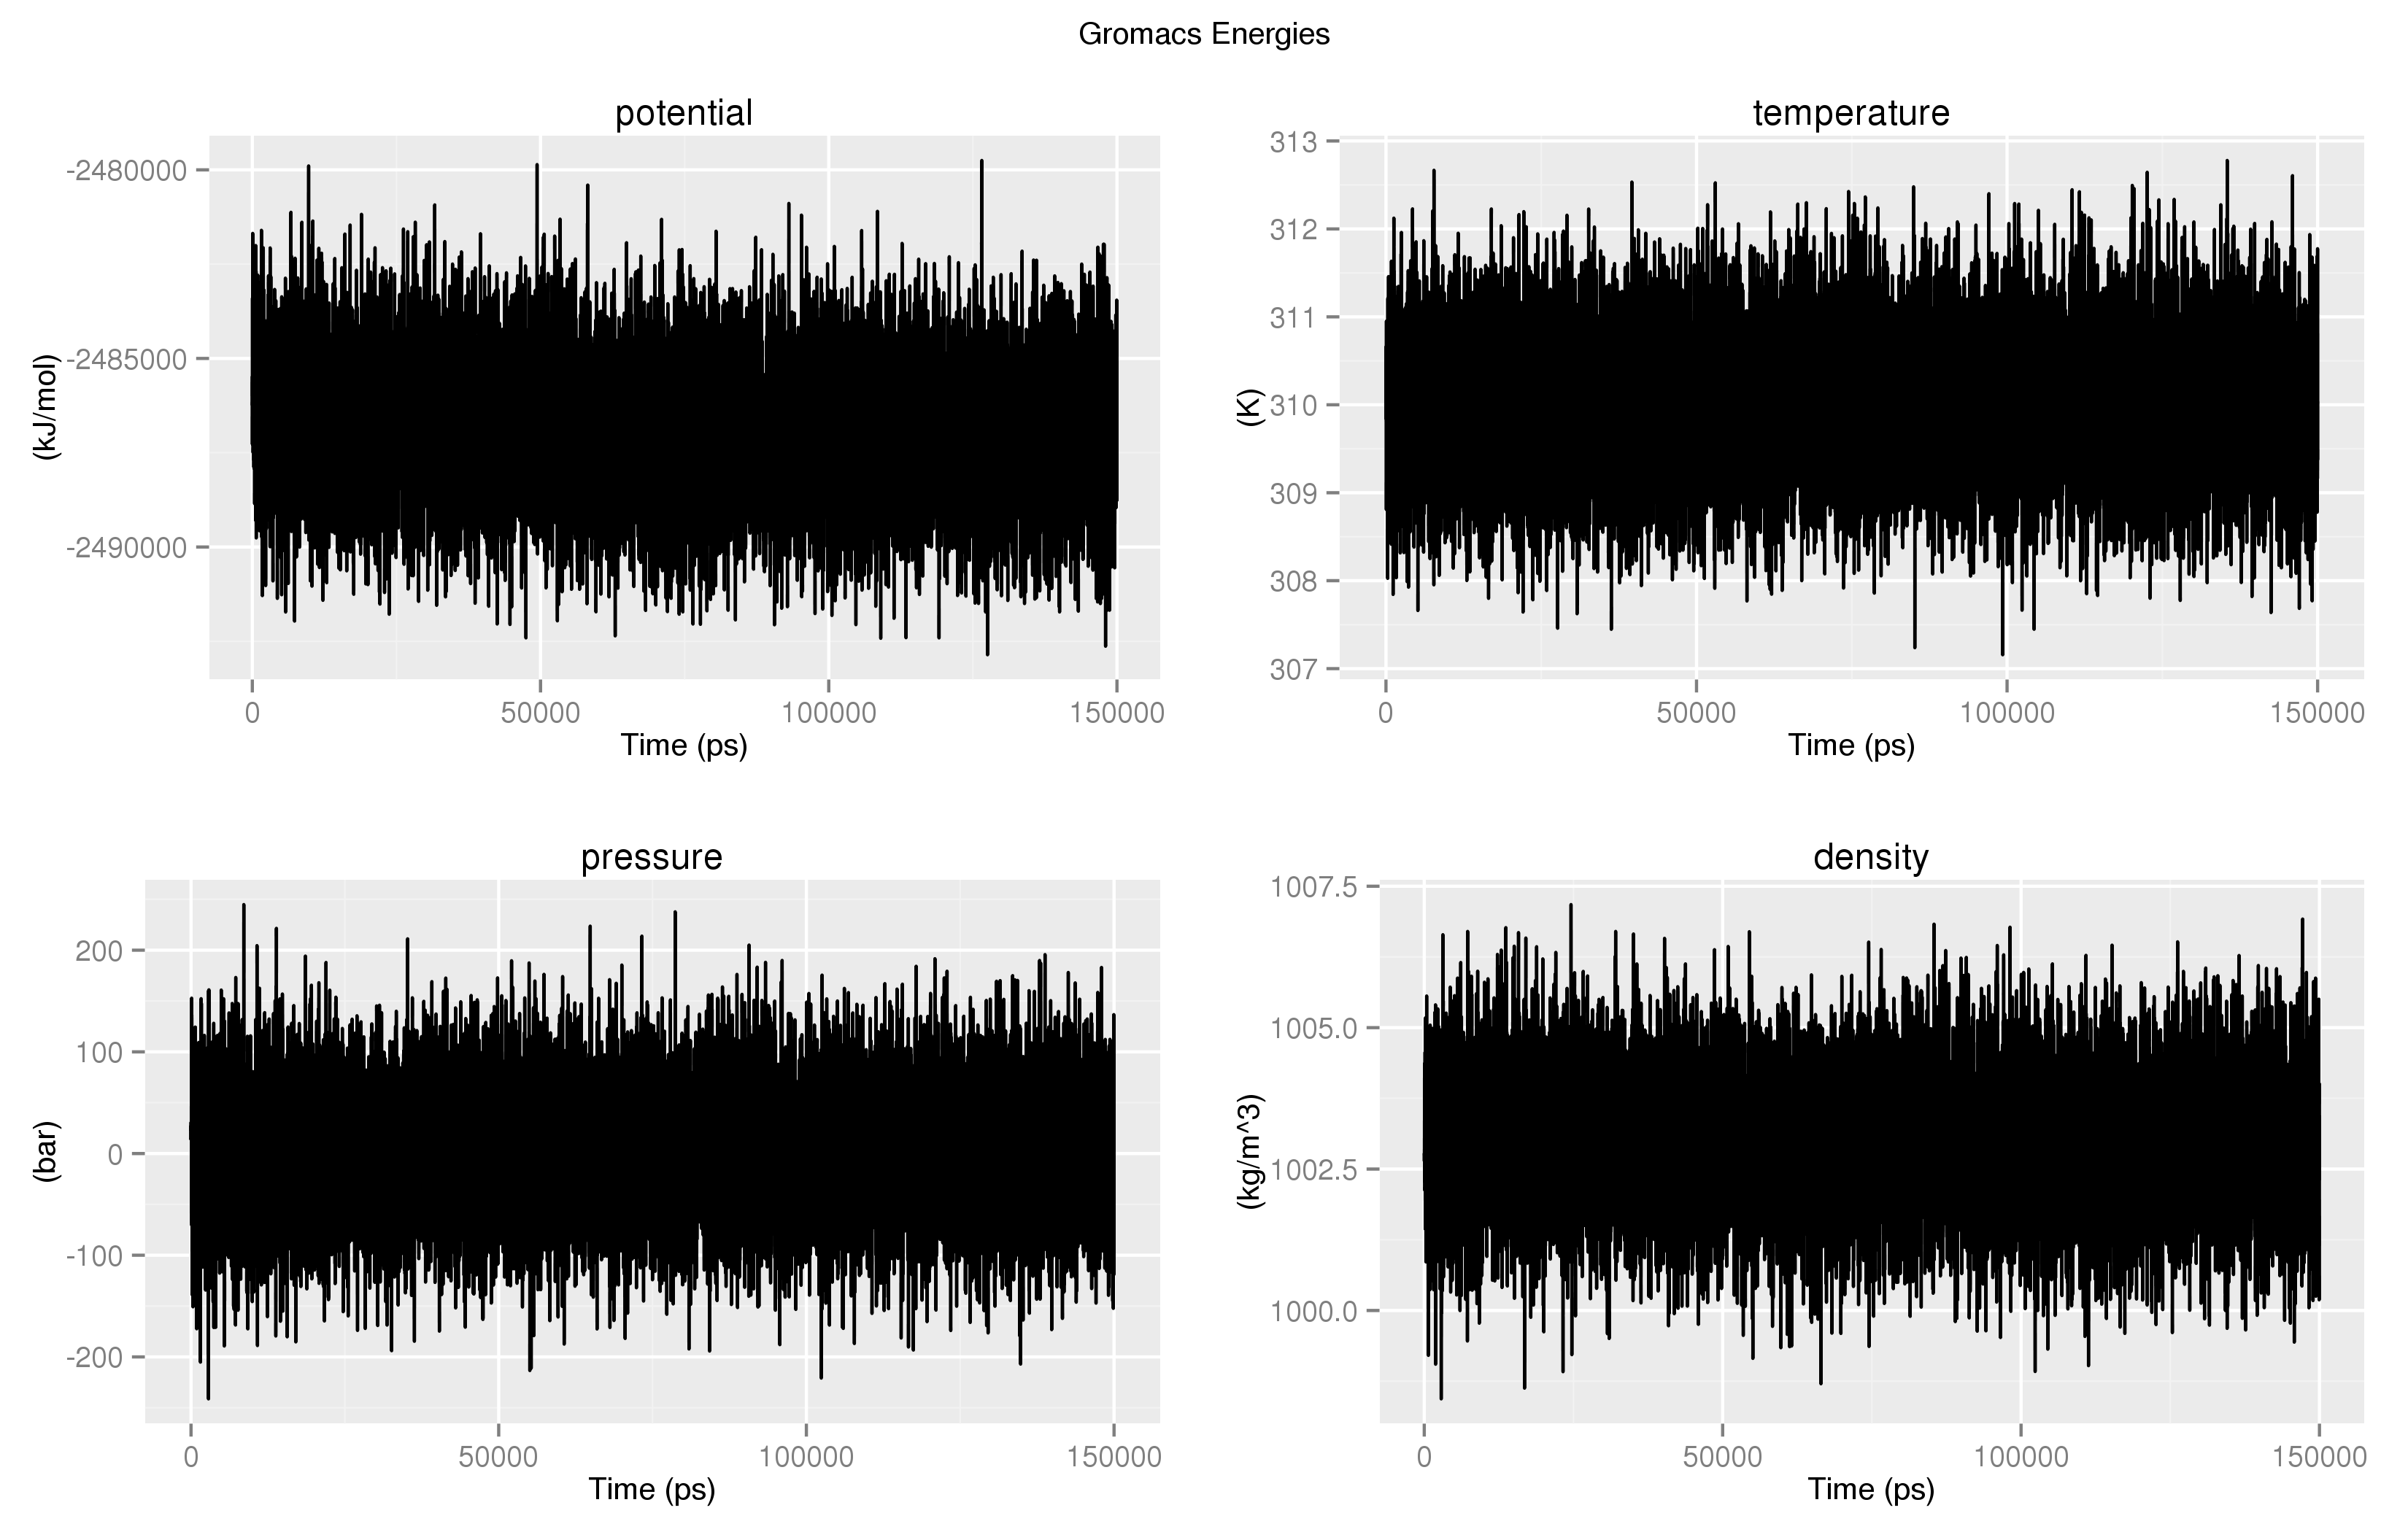 Gromacs Energies
potential
-2480000
-2485000
-2490000
(kJ/mol)
0 50000 100000 150000
Time (ps)
temperature
313
312
311
310
309
308
307
(K)
0 50000 100000 150000
Time (ps)
pressure
200
100
0
-100
-200
(bar)
0 50000 100000 150000
Time (ps)
density
1007.5
1005.0
1002.5
1000.0
(kg/m^3)
0 50000 100000 150000
Time (ps)